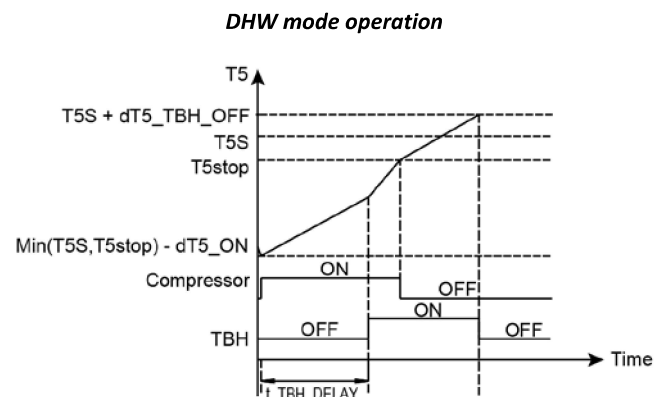 DHW mode operation
T5
T5S + dT5_TBH_OFF
T5S
T5stop
Min(T5S,T5stop) - dT5_ON
ON
Compressor
OFF
ON
TBH
OFF
OFF
Time
t_TBH_DELAY